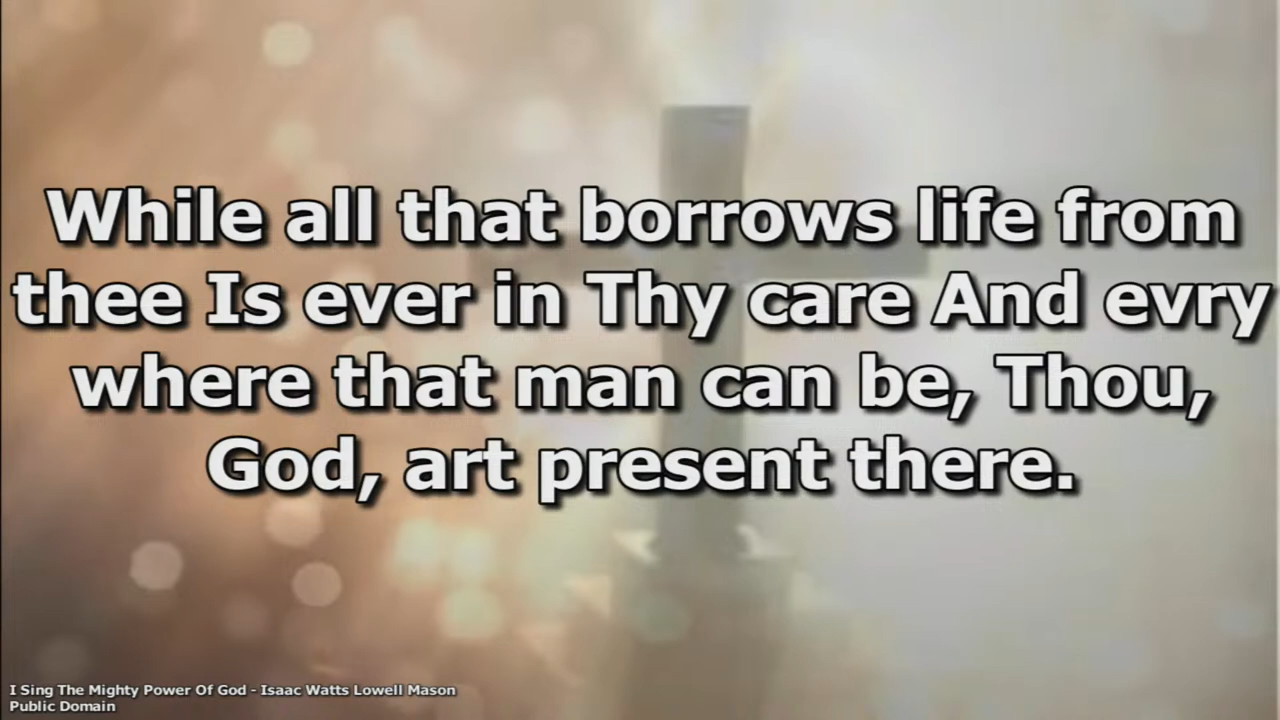 While all that borrows life from
thee Is ever in Thy care And evry
where that man can be, Thou,
God, art present there.
I Sing The Mighty Power Of God - Isaac Watts Lowell Mason
Public Domain